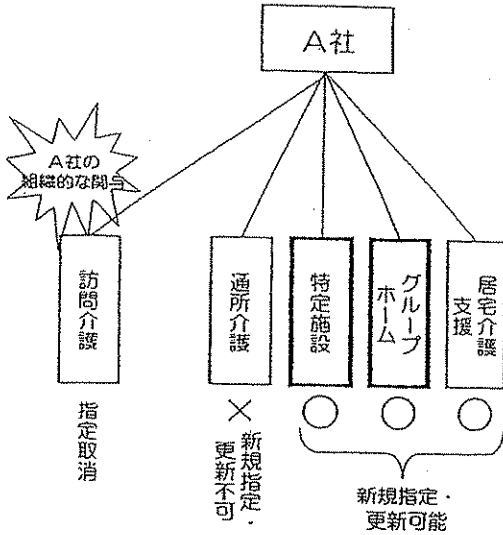 A社
A社の
組織的な関与
訪問介護
通所介護
特定施設
グループ
ホーム
居宅介護
支援
指定取消
×
新規指定・
更新不可
○
○
○
新規指定・
更新可能